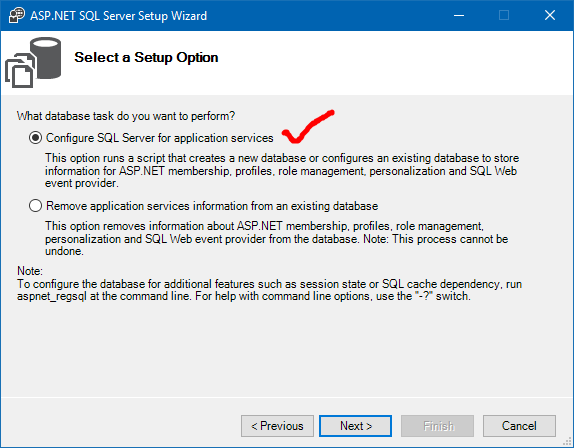 ASP.NET SQL Server Setup Wizard
Select a Setup Option
What database task do you want to perform?
Configure SQL Server for application services
This option runs a script that creates a new database or configures an existing database to store
information for ASP.NET membership, profiles, role management, personalization and SQL Web
event provider.
Remove application services information from an existing database
This option removes information about ASP.NET membership, profiles, role management,
personalization and SQL Web event provider from the database. Note: This process cannot be
undone.
Note:
To configure the database for additional features such as session state or SQL cache dependency, run
aspnet_regsql at the command line. For help with command line options, use the "-?" switch.
< Previous
Next >
Finish
Cancel